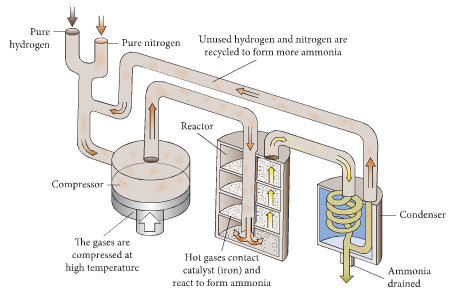 Pure
hydrogen
Pure nitrogen
Unused hydrogen and nitrogen are
recycled to form more ammonia
Reactor
Compressor
Condenser
The gases are
compressed at
high temperature
Hot gases contact
catalyst (iron) and
react to form ammonia
Ammonia
drained